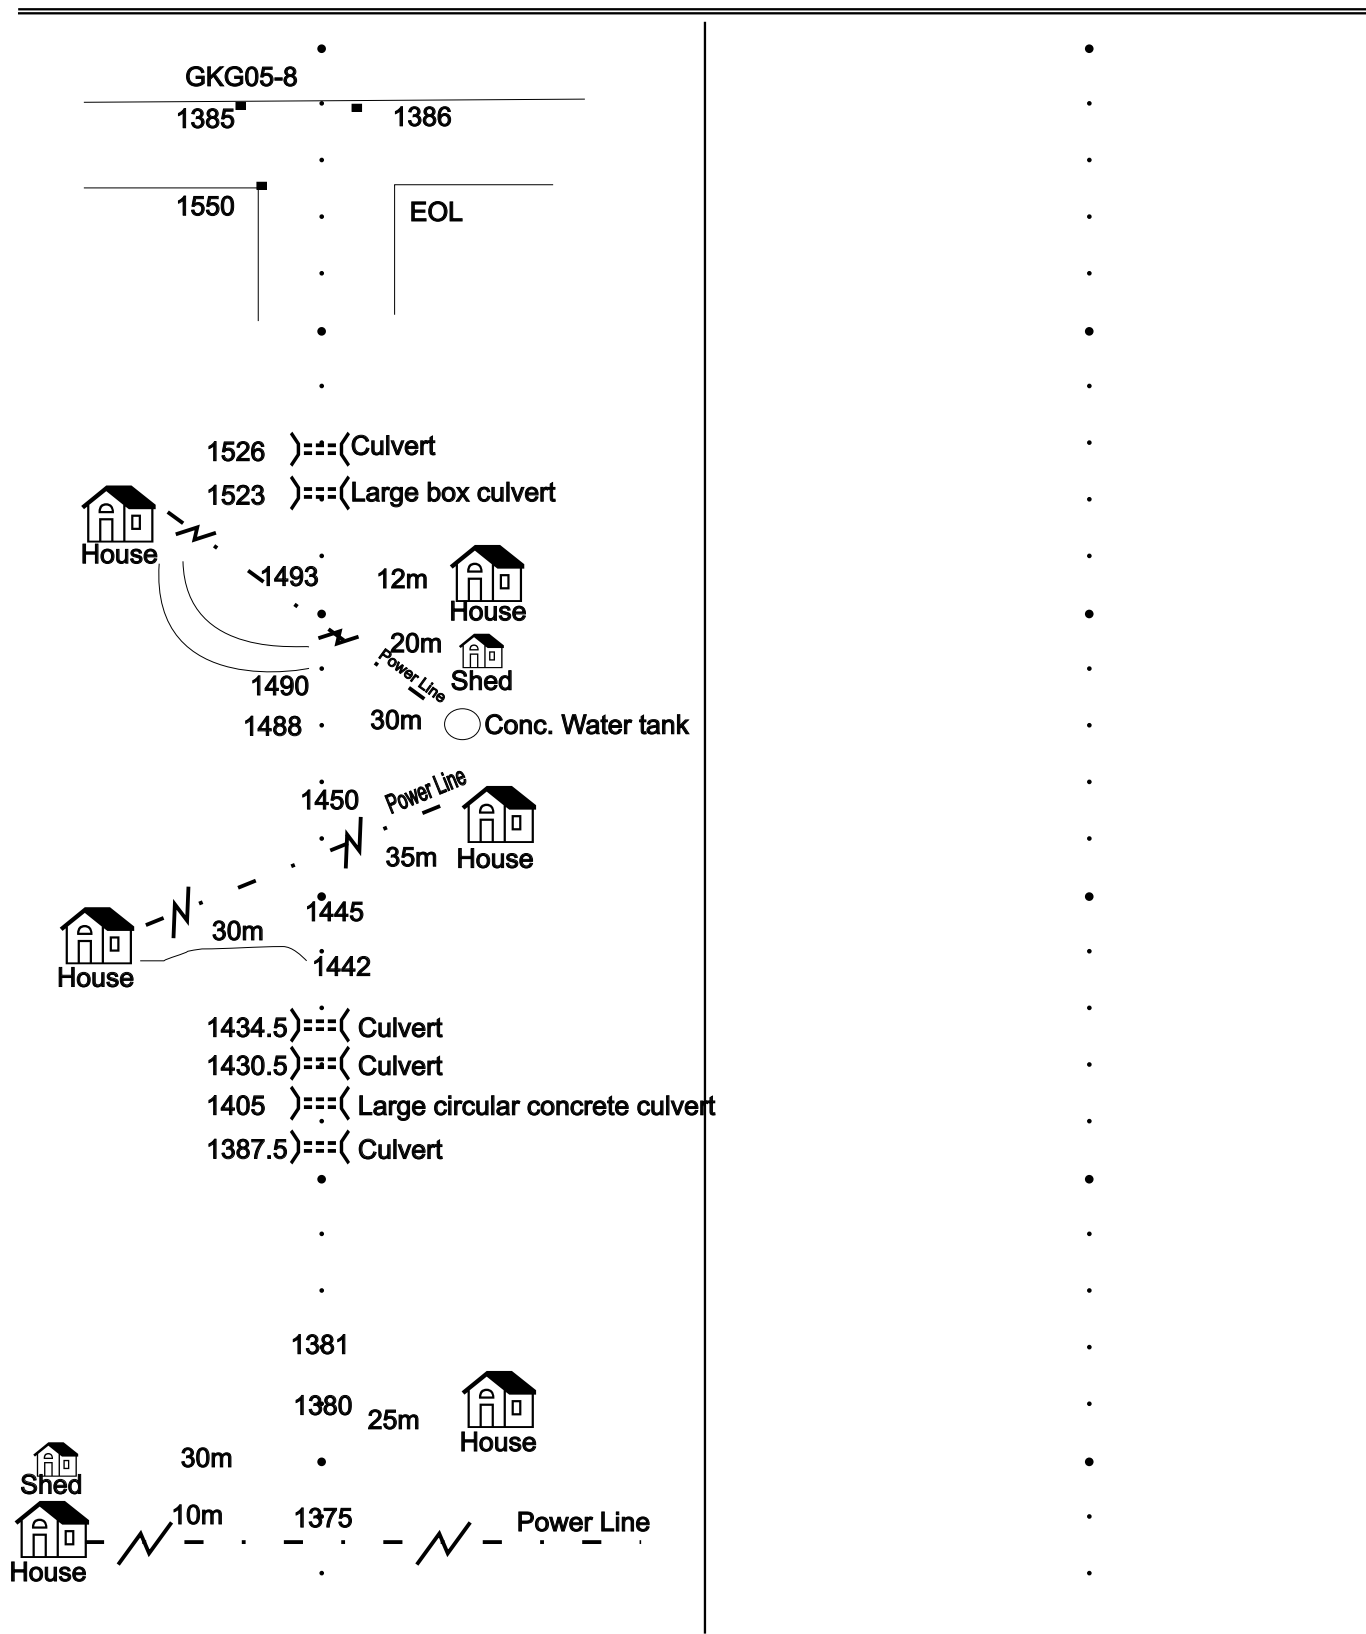 GKG05-8
1385 1386
1550 EOL
1526 Culvert
1523 Large box culvert
House
1493 12m
House
20m
Power Line
Shed
1490
1488 30m Conc. Water tank
1450 Power Line
35m House
1445
30m
1442
House
1434.5 Culvert
1430.5 Culvert
1405 Large circular concrete culvert
1387.5 Culvert
1381
1380 25m
House
30m
Shed
10m 1375 Power Line
House